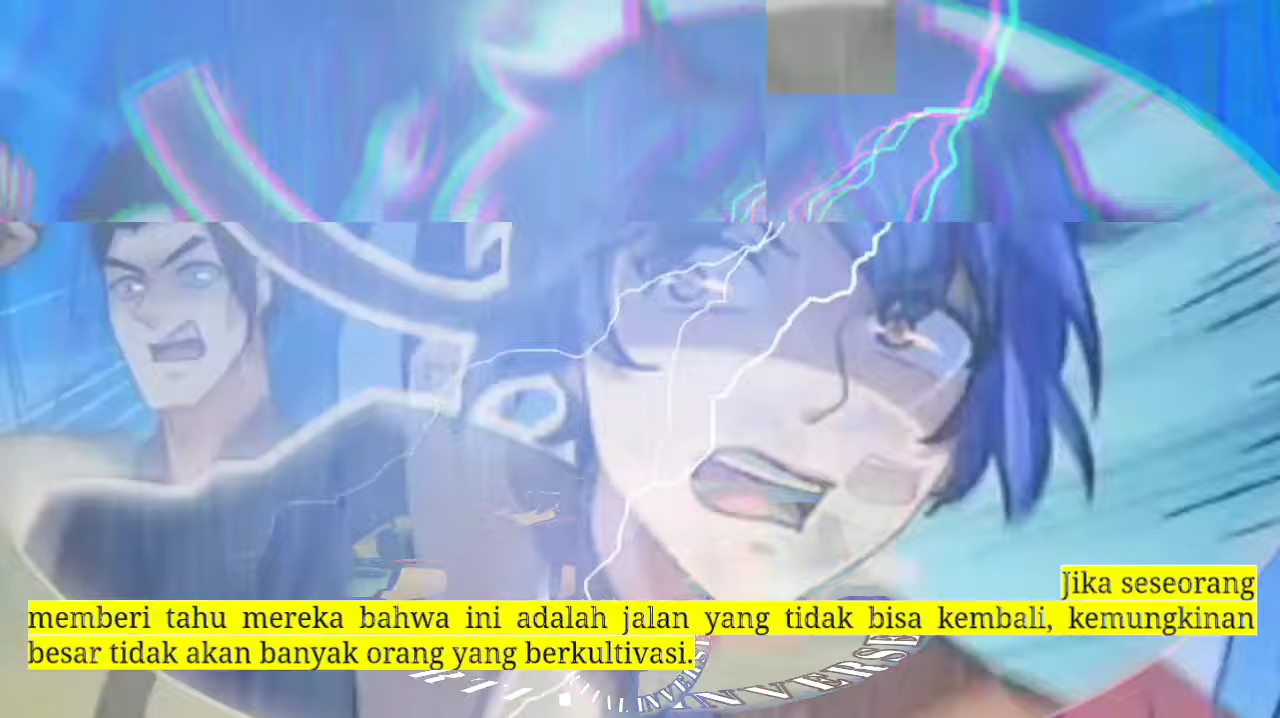 Jika seseorang
memberi tahu mereka bahwa ini adalah jalan yang tidak bisa kembali, kemungkinan
besar tidak akan banyak orang yang berkultivasi.
INVERSE